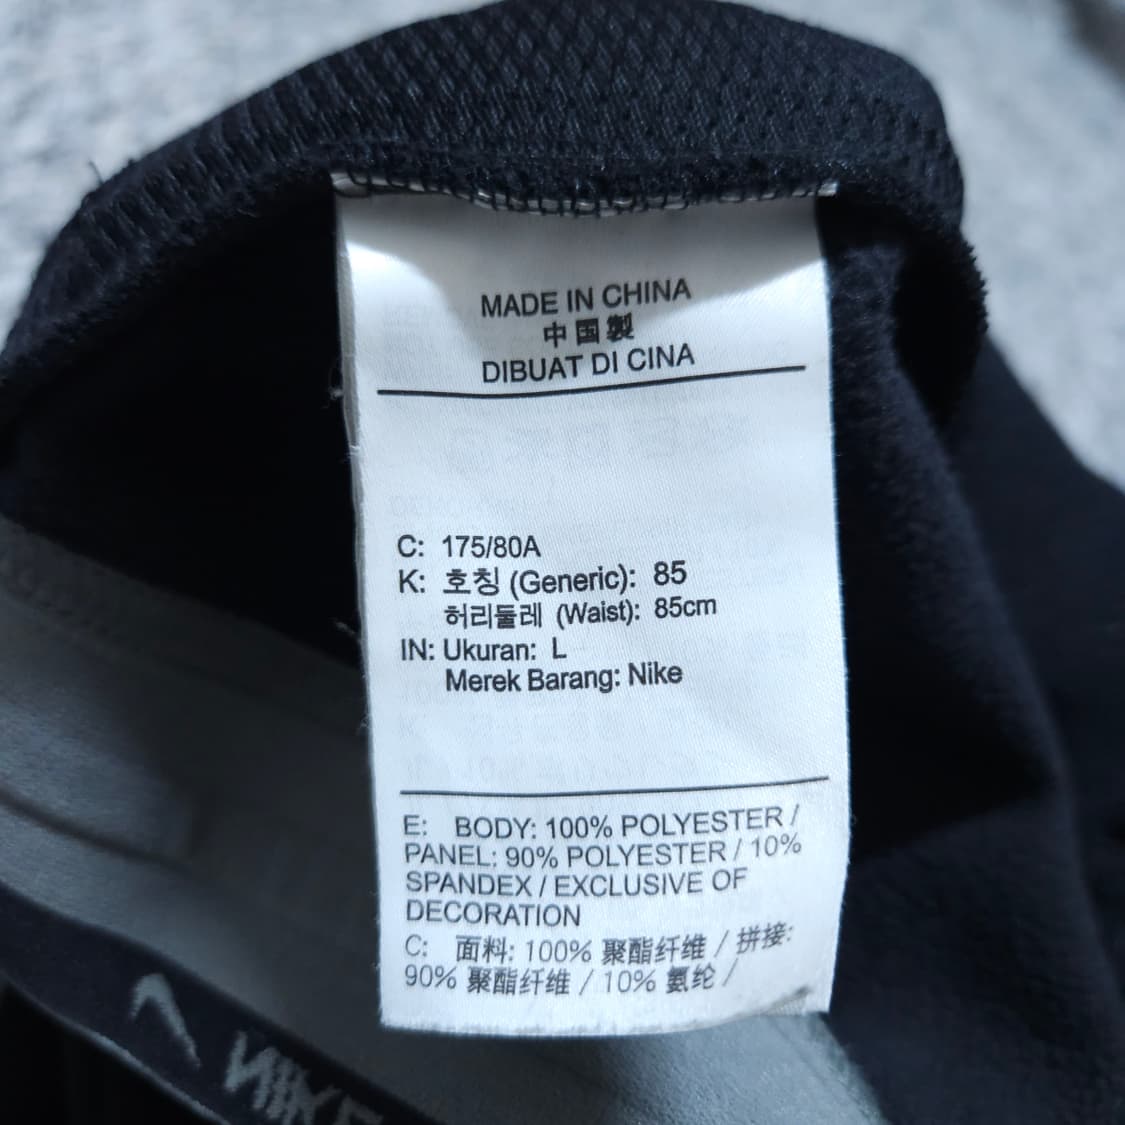 MADE IN CHINA
中国製
DIBUAT DI CINA
C: 175/80A
K: 호칭 (Generic): 85
허리둘레 (Waist): 85cm
IN: Ukuran: L
Merek Barang: Nike
E: BODY: 100% POLYESTER /
PANEL: 90% POLYESTER / 10%
SPANDEX / EXCLUSIVE OF
DECORATION
C: 面料: 100% 聚酯纤维 / 拼接:
90% 聚酯纤维 / 10% 氨纶 /
NIKE